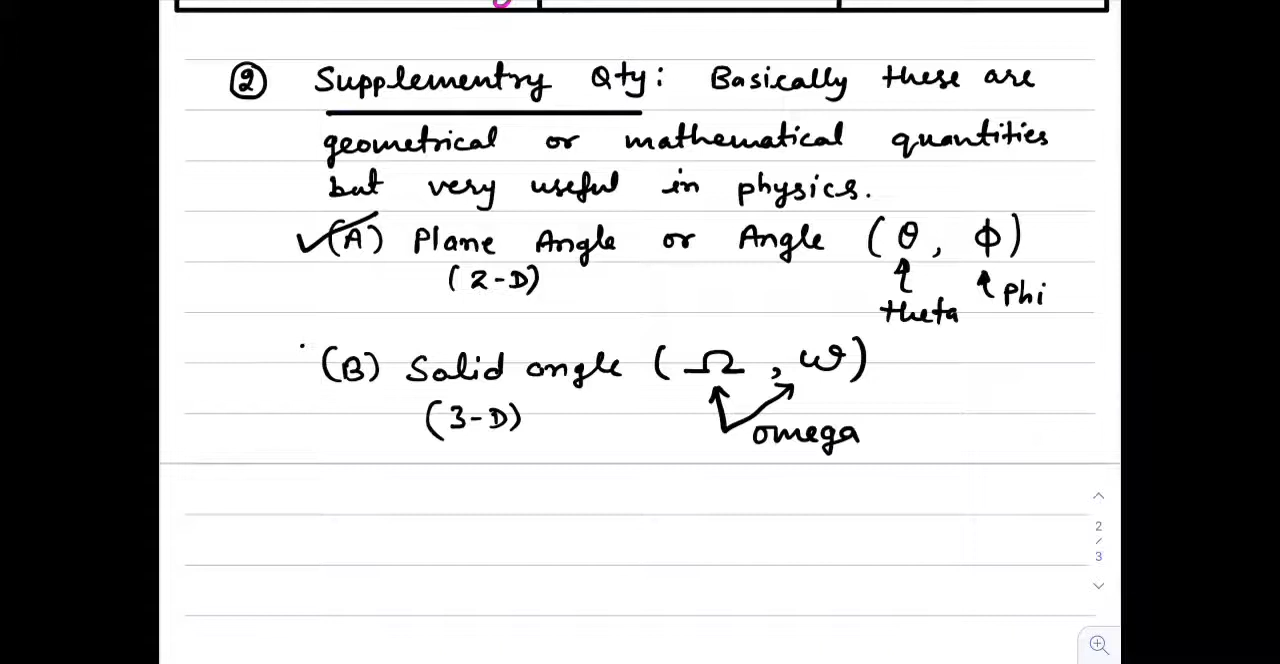 ② Supplementry Qty: Basically these are
geometrical or mathematical quantities
but very useful in physics.
(A) Plane Angle or Angle (θ, ϕ)
(2-D)
Phi
theta
(B) Solid angle (Ω, ω)
(3-D)
omega
2
/
3